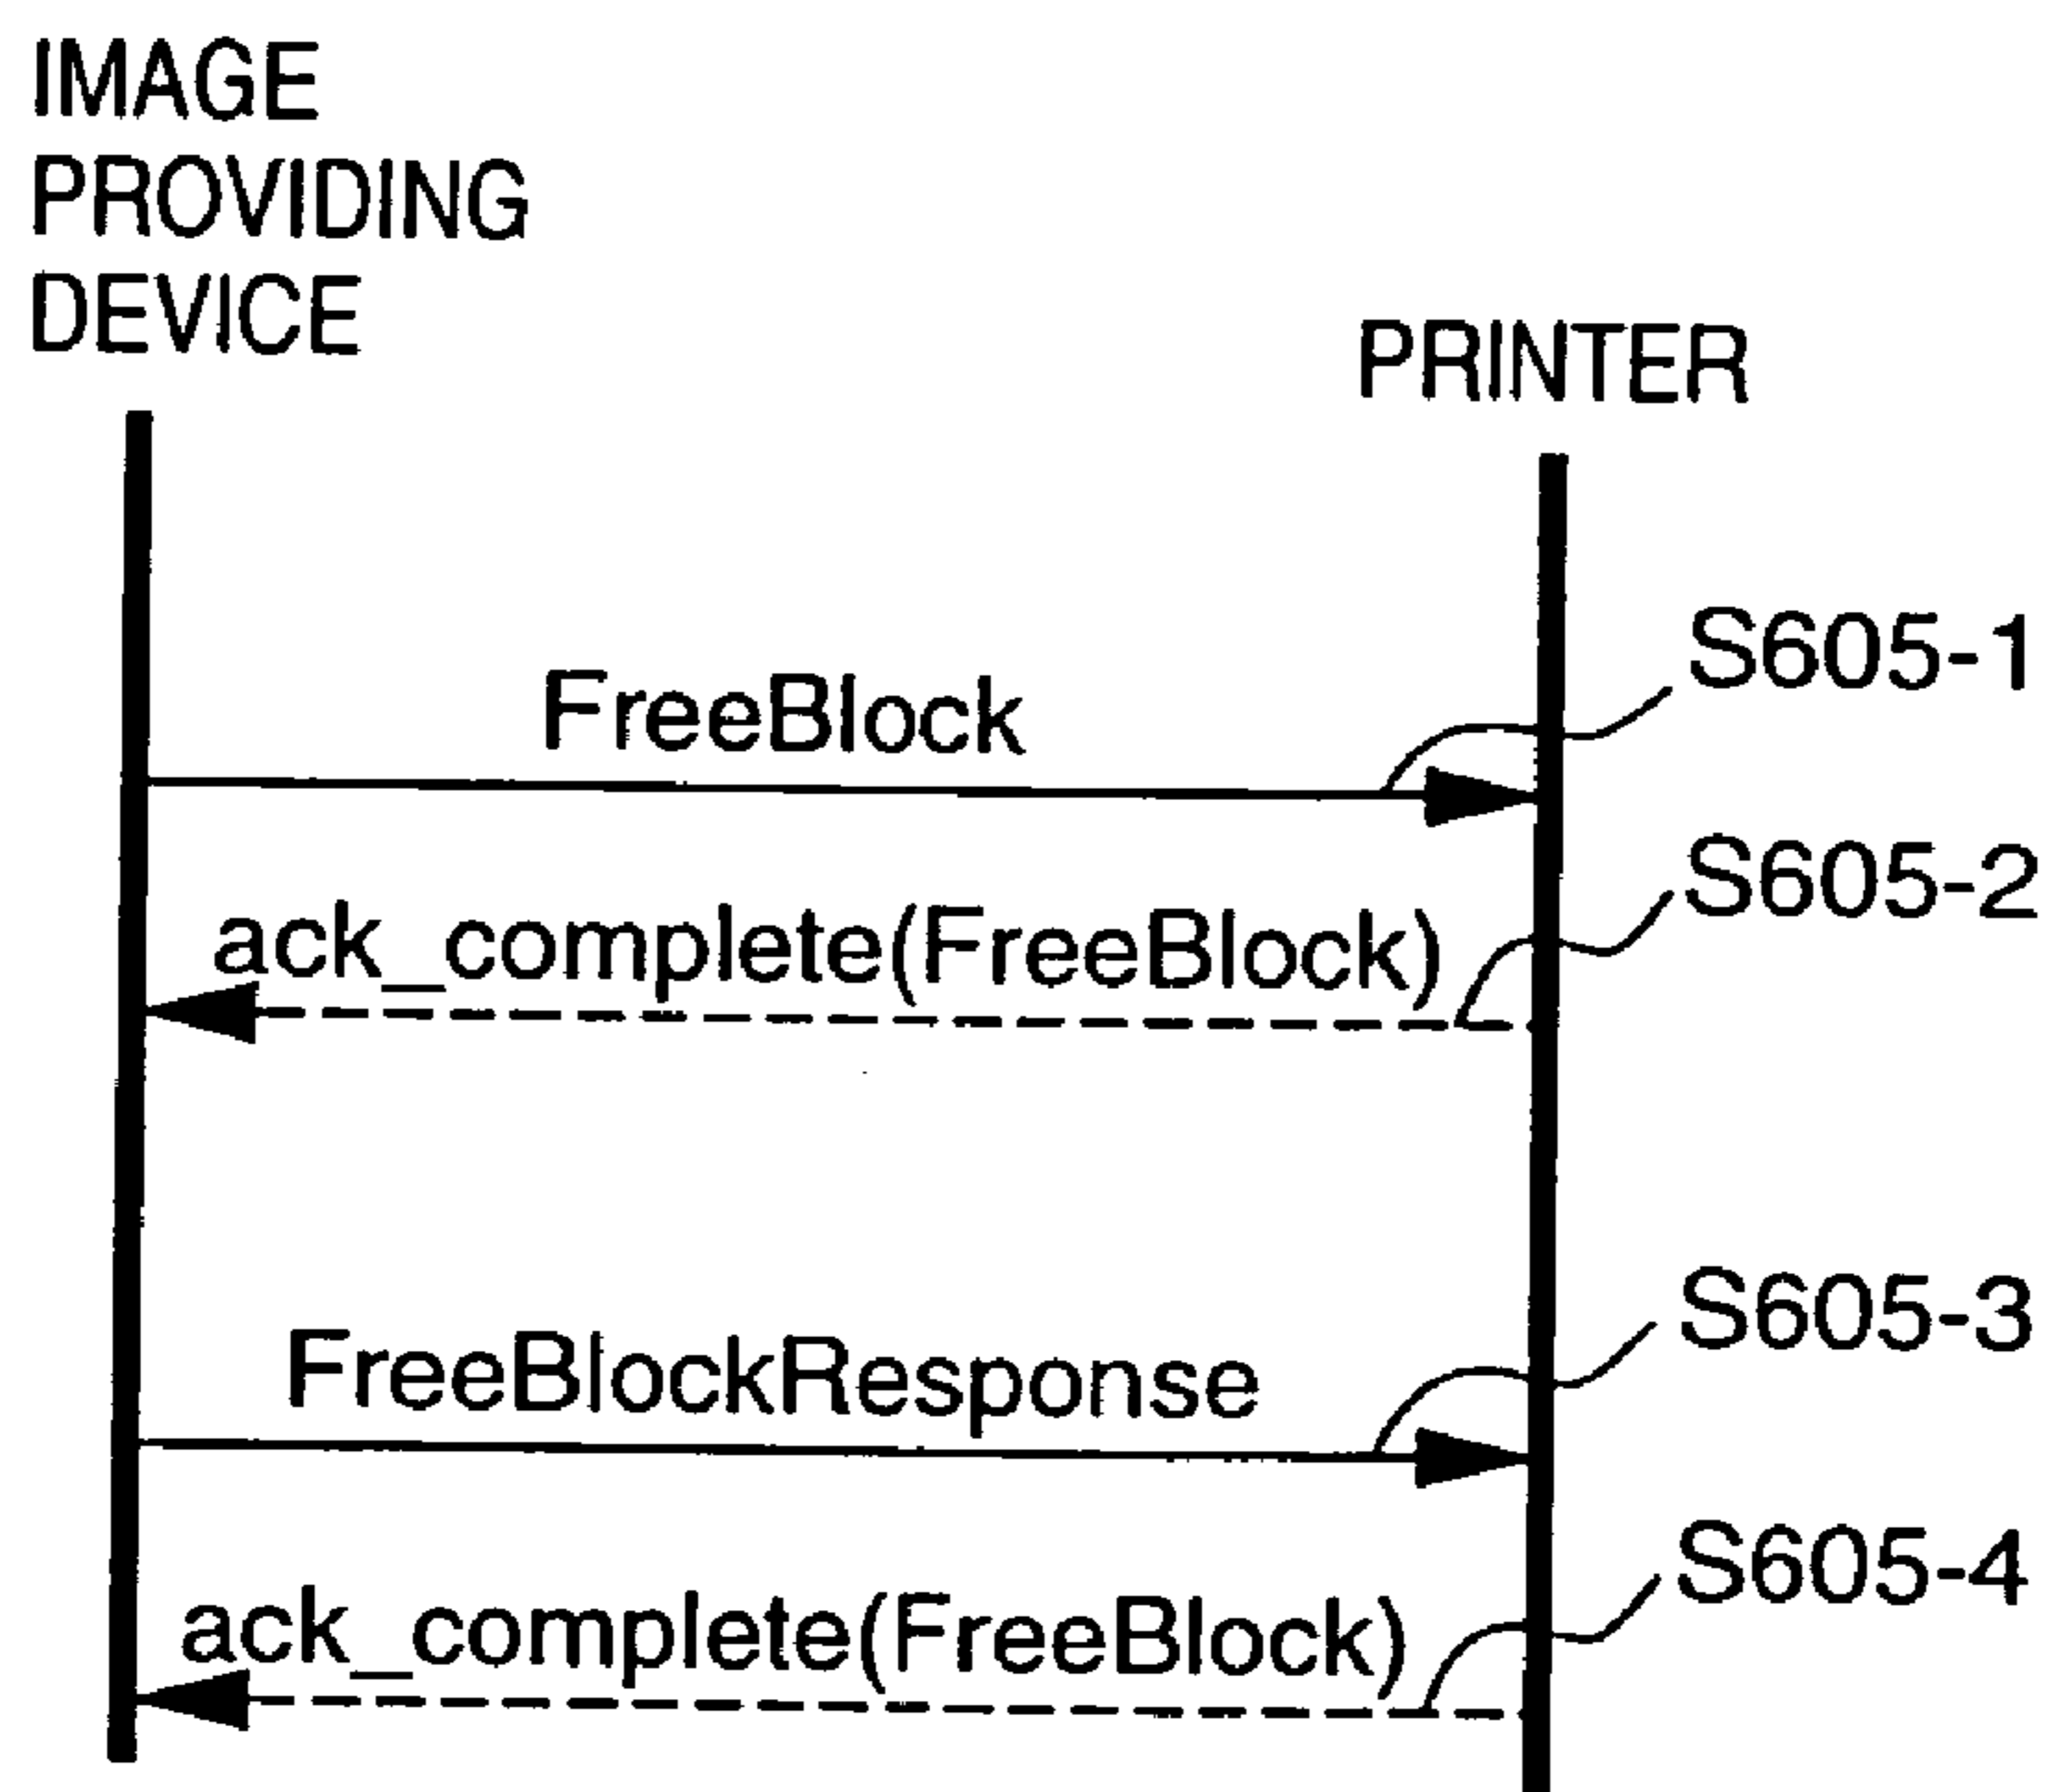 IMAGE
PROVIDING
DEVICE
PRINTER
S605-1
FreeBlock
S605-2
ack_complete(FreeBlock)
S605-3
FreeBlockResponse
S605-4
ack_complete(FreeBlock)